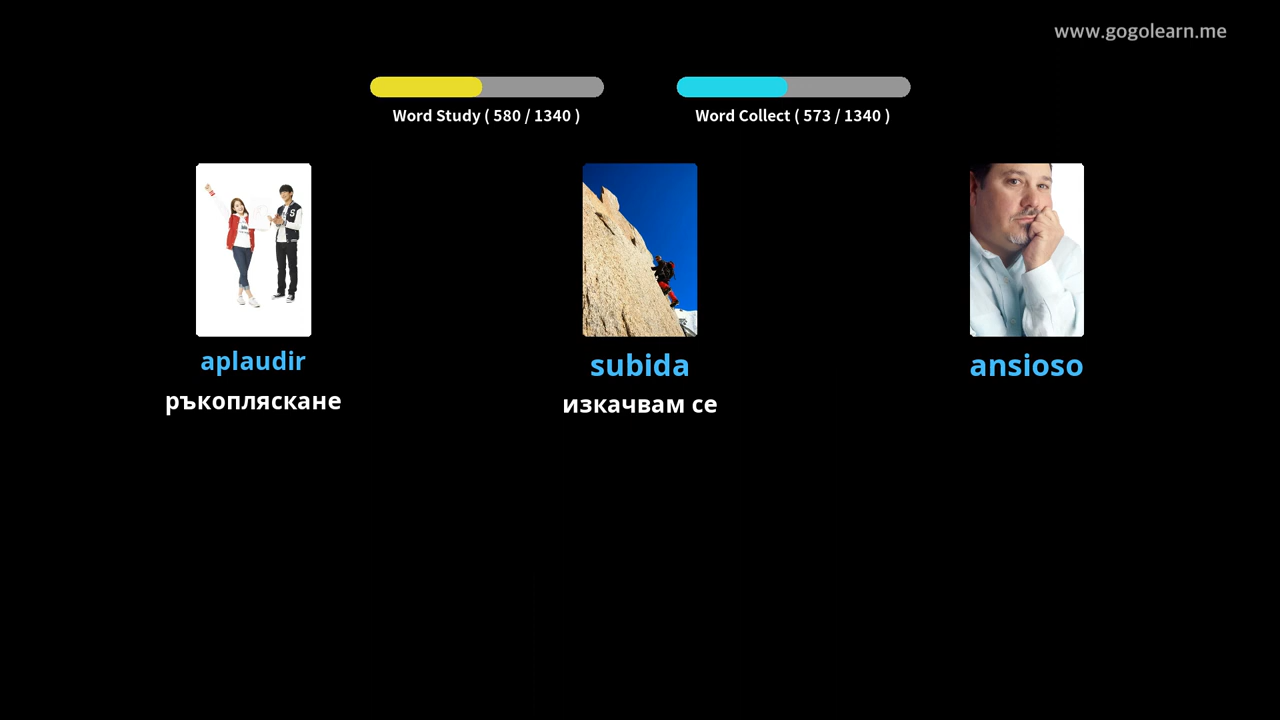 www.gogolearn.me
Word Study ( 580 / 1340 )
Word Collect ( 573 / 1340 )
aplaudir
ръкопляскане
subida
изкачвам се
ansioso